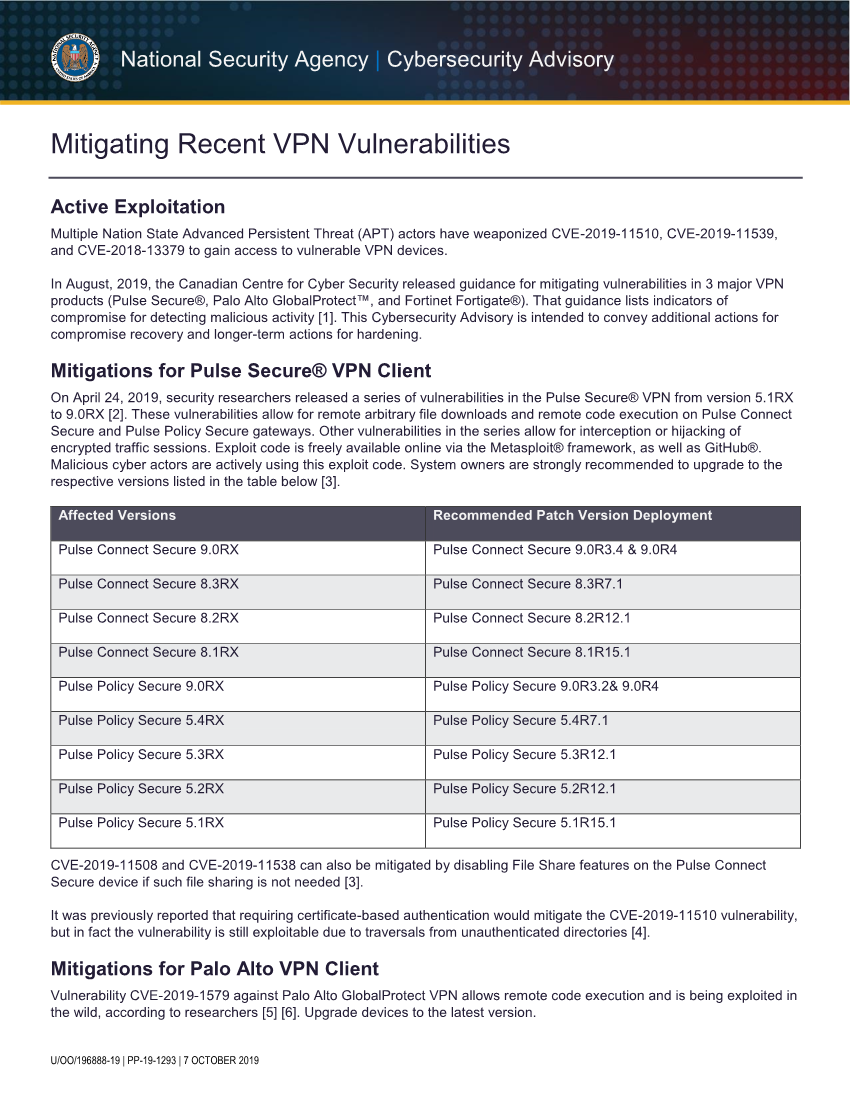 National Security Agency | Cybersecurity Advisory
Mitigating Recent VPN Vulnerabilities
Active Exploitation
Multiple Nation State Advanced Persistent Threat (APT) actors have weaponized CVE-2019-11510, CVE-2019-11539,
and CVE-2018-13379 to gain access to vulnerable VPN devices.
In August, 2019, the Canadian Centre for Cyber Security released guidance for mitigating vulnerabilities in 3 major VPN
products (Pulse Secure®, Palo Alto GlobalProtect™, and Fortinet Fortigate®). That guidance lists indicators of
compromise for detecting malicious activity [1]. This Cybersecurity Advisory is intended to convey additional actions for
compromise recovery and longer-term actions for hardening.
Mitigations for Pulse Secure® VPN Client
On April 24, 2019, security researchers released a series of vulnerabilities in the Pulse Secure® VPN from version 5.1RX
to 9.0RX [2]. These vulnerabilities allow for remote arbitrary file downloads and remote code execution on Pulse Connect
Secure and Pulse Policy Secure gateways. Other vulnerabilities in the series allow for interception or hijacking of
encrypted traffic sessions. Exploit code is freely available online via the Metasploit® framework, as well as GitHub®.
Malicious cyber actors are actively using this exploit code. System owners are strongly recommended to upgrade to the
respective versions listed in the table below [3].
Affected Versions Recommended Patch Version Deployment
Pulse Connect Secure 9.0RX Pulse Connect Secure 9.0R3.4 & 9.0R4
Pulse Connect Secure 8.3RX Pulse Connect Secure 8.3R7.1
Pulse Connect Secure 8.2RX Pulse Connect Secure 8.2R12.1
Pulse Connect Secure 8.1RX Pulse Connect Secure 8.1R15.1
Pulse Policy Secure 9.0RX Pulse Policy Secure 9.0R3.2& 9.0R4
Pulse Policy Secure 5.4RX Pulse Policy Secure 5.4R7.1
Pulse Policy Secure 5.3RX Pulse Policy Secure 5.3R12.1
Pulse Policy Secure 5.2RX Pulse Policy Secure 5.2R12.1
Pulse Policy Secure 5.1RX Pulse Policy Secure 5.1R15.1
CVE-2019-11508 and CVE-2019-11538 can also be mitigated by disabling File Share features on the Pulse Connect
Secure device if such file sharing is not needed [3].
It was previously reported that requiring certificate-based authentication would mitigate the CVE-2019-11510 vulnerability,
but in fact the vulnerability is still exploitable due to traversals from unauthenticated directories [4].
Mitigations for Palo Alto VPN Client
Vulnerability CVE-2019-1579 against Palo Alto GlobalProtect VPN allows remote code execution and is being exploited in
the wild, according to researchers [5] [6]. Upgrade devices to the latest version.
U/OO/196888-19 | PP-19-1293 | 7 OCTOBER 2019